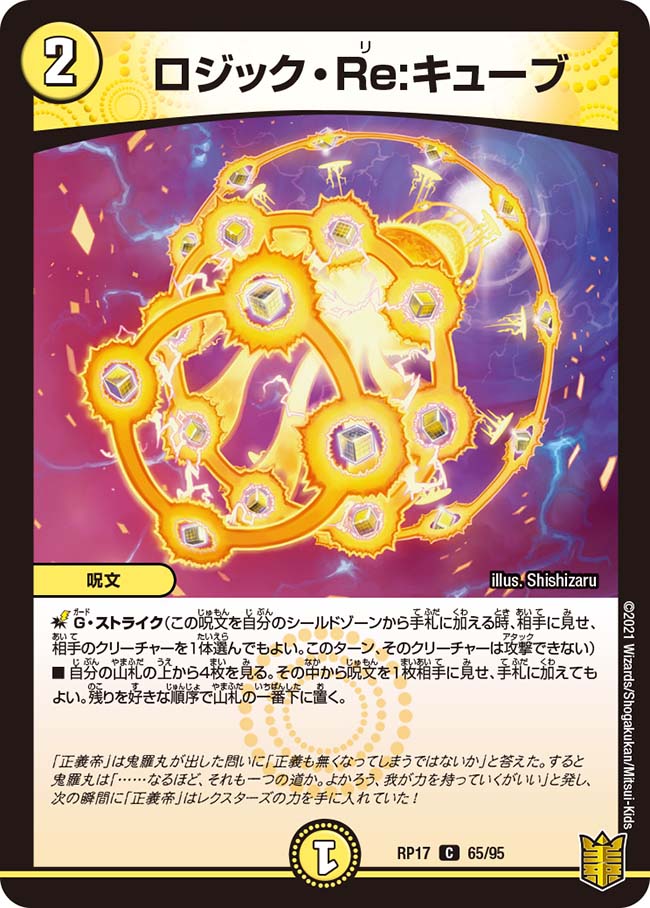 2
リ
ロジック・Re:キューブ
呪文
illus. Shishizaru
G・ストライク(この呪文を自分のシールドゾーンから手札に加える時、相手に見せ、
相手のクリーチャーを1体選んでもよい。このターン、そのクリーチャーは攻撃できない)
■ 自分の山札の上から4枚を見る。その中から呪文を1枚相手に見せ、手札に加えても
よい。残りを好きな順序で山札の一番下に置く。
「正義帝」は鬼羅丸が出した問いに「正義も無くなってしまうではないか」と答えた。すると
鬼羅丸は「……なるほど、それも一つの道か。よかろう、我が力を持っていくがいい」と発し、
次の瞬間に「正義帝」はレクスターズの力を手に入れていた!
1
RP17 C 65/95
©2021 Wizards/Shogakukan/Mitsui-Kids